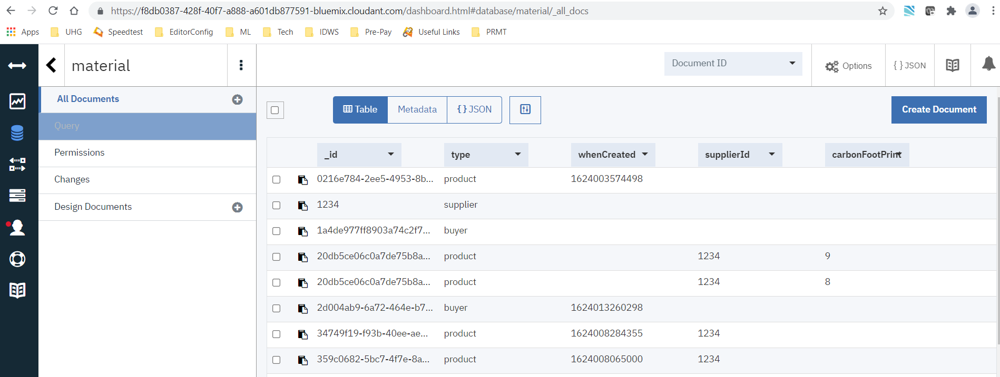 https://f8db0387-428f-40f7-a888-a601db877591-bluemix.cloudant.com/dashboard.html#database/material/_all_docs
Apps UHG Speedtest EditorConfig ML Tech IDWS Pre-Pay Useful Links PRMT
material Document ID Options { } JSON
All Documents
Query
Permissions
Changes
Design Documents
Table Metadata { } JSON Create Document
_id type whenCreated supplierId carbonFootPrint
0216e784-2ee5-4953-8b... product 1624003574498
1234 supplier
1a4de977ff8903a74c2f7... buyer
20db5ce06c0a7de75b8a... product 1234 9
20db5ce06c0a7de75b8a... product 1234 8
2d004ab9-6a72-464e-b7... buyer 1624013260298
34749f19-f93b-40ee-ae... product 1624008284355 1234
359c0682-5bc7-4f7e-8a... product 1624008065000 1234